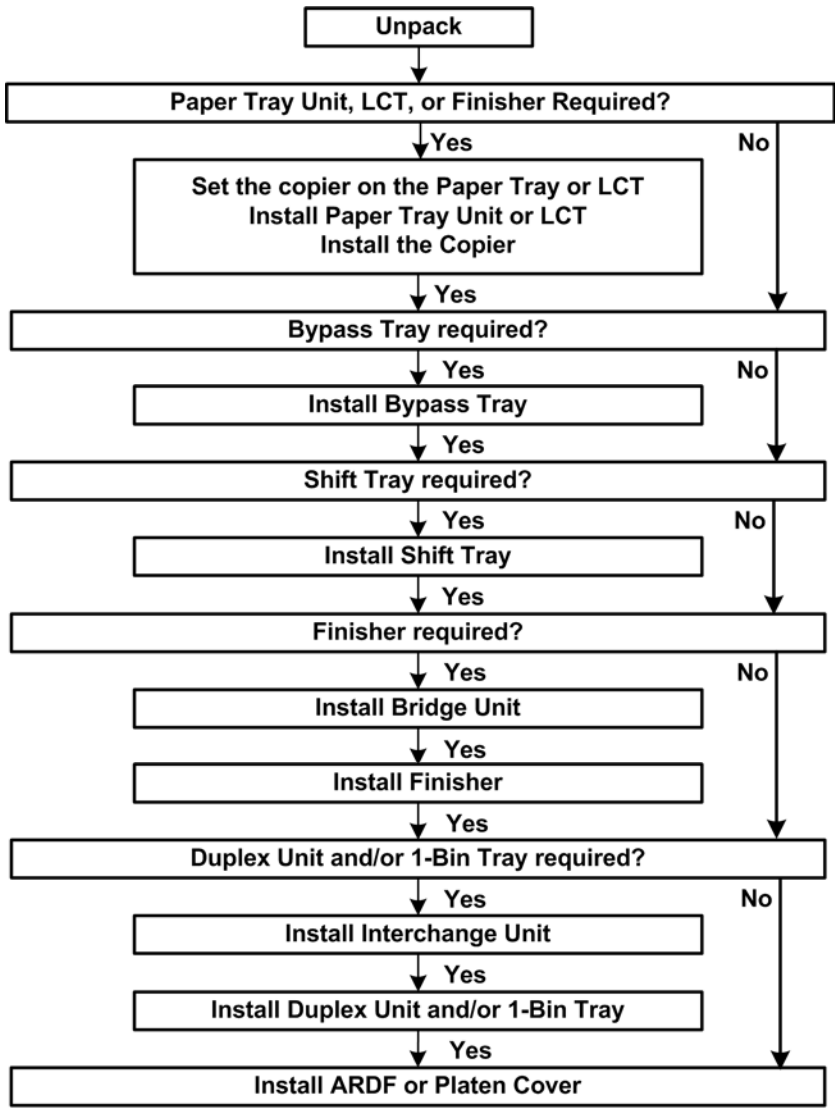 Unpack
Paper Tray Unit, LCT, or Finisher Required?
Yes
No
Set the copier on the Paper Tray or LCT
Install Paper Tray Unit or LCT
Install the Copier
Yes
Bypass Tray required?
Yes
No
Install Bypass Tray
Yes
Shift Tray required?
Yes
No
Install Shift Tray
Yes
Finisher required?
Yes
No
Install Bridge Unit
Yes
Install Finisher
Yes
Duplex Unit and/or 1-Bin Tray required?
Yes
No
Install Interchange Unit
Yes
Install Duplex Unit and/or 1-Bin Tray
Yes
Install ARDF or Platen Cover